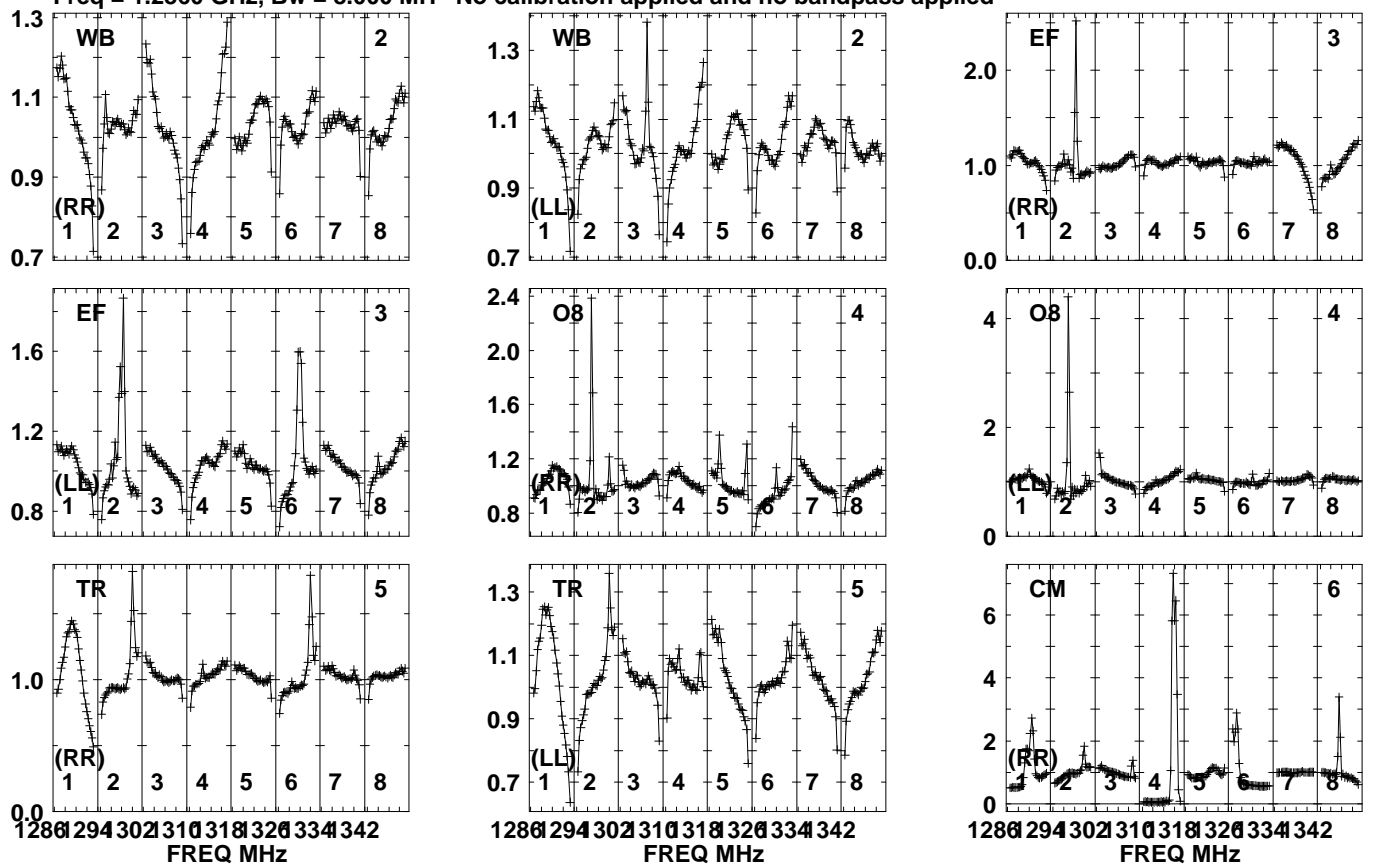 Freq = GHz, Bw = MH No calibration applied and no bandpass applied
1.3 WB 2
1.1
0.9
(RR)
1 2 3 4 5 6 7 8
0.7
WB 2
1.3
1.1
0.9
(LL)
1 2 3 4 5 6 7 8
0.7
EF 3
2.0
1.0
(RR)
1 2 3 4 5 6 7 8
0.0
EF 3
1.6
1.2
(LL)
1 2 3 4 5 6 7 8
0.8
2.4 O8 4
2.0
1.6
1.2
(RR)
1 2 3 4 5 6 7 8
0.8
O8 4
4
2
(LL)
1 2 3 4 5 6 7 8
0
TR 5
1.0
(RR)
1 2 3 4 5 6 7 8
0.0
1286 1294 1302 1310 1318 1326 1334 1342
FREQ MHz
TR 5
1.3
1.1
0.9
(LL)
1 2 3 4 5 6 7 8
0.7
1286 1294 1302 1310 1318 1326 1334 1342
FREQ MHz
CM 6
6
4
2
(RR)
1 2 3 4 5 6 7 8
0
1286 1294 1302 1310 1318 1326 1334 1342
FREQ MHz